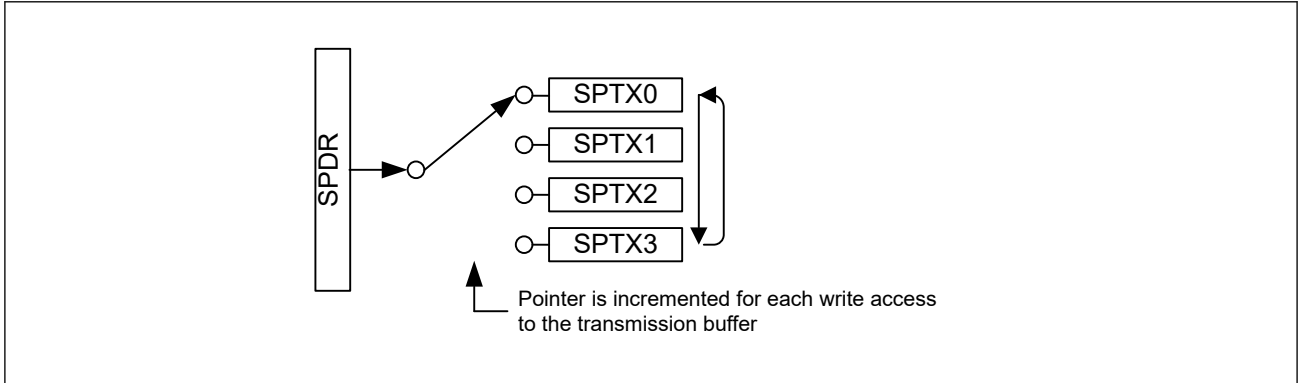 SPDR
SPTX0
SPTX1
SPTX2
SPTX3
Pointer is incremented for each write access
to the transmission buffer